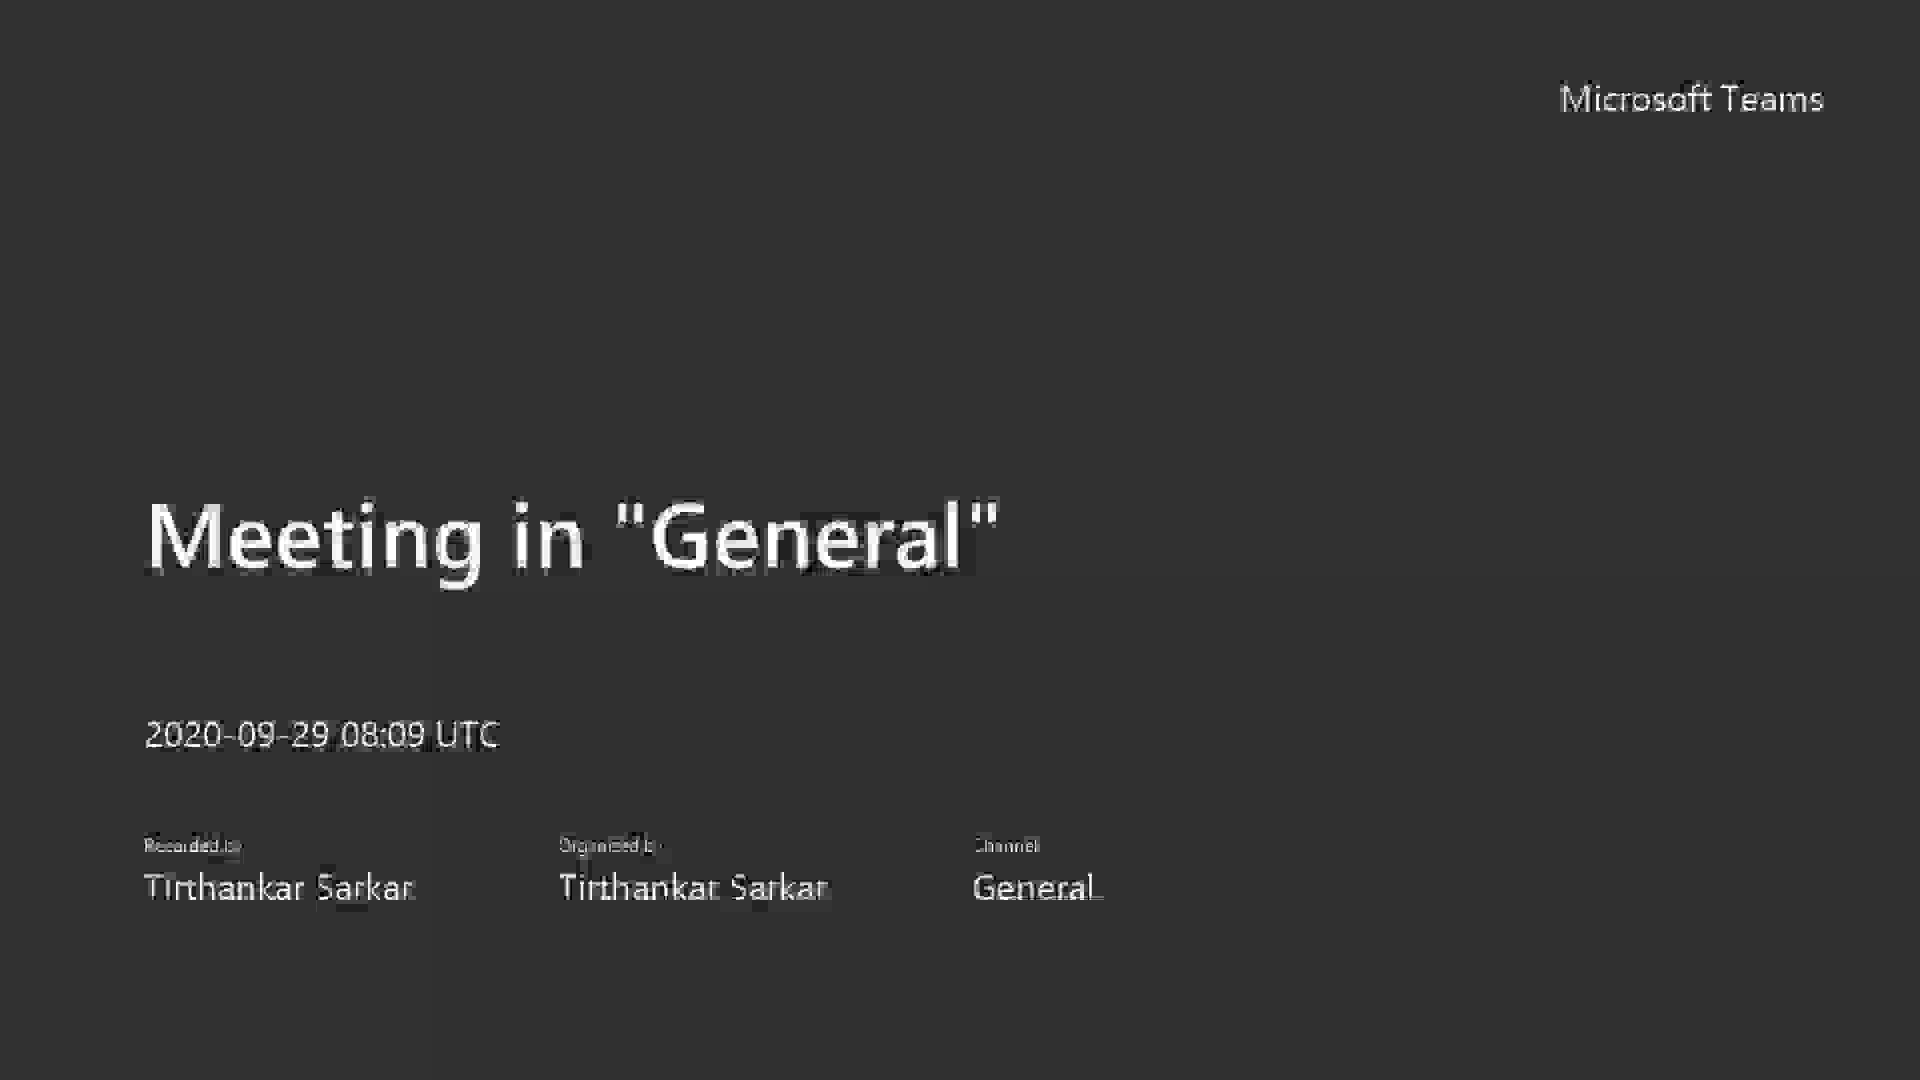 Microsoft Teams
Meeting in "General"
2020-09-29 08:09 UTC
Recorded by Organized by Channel
Tirthankar Sarkar Tirthankar Sarkar General